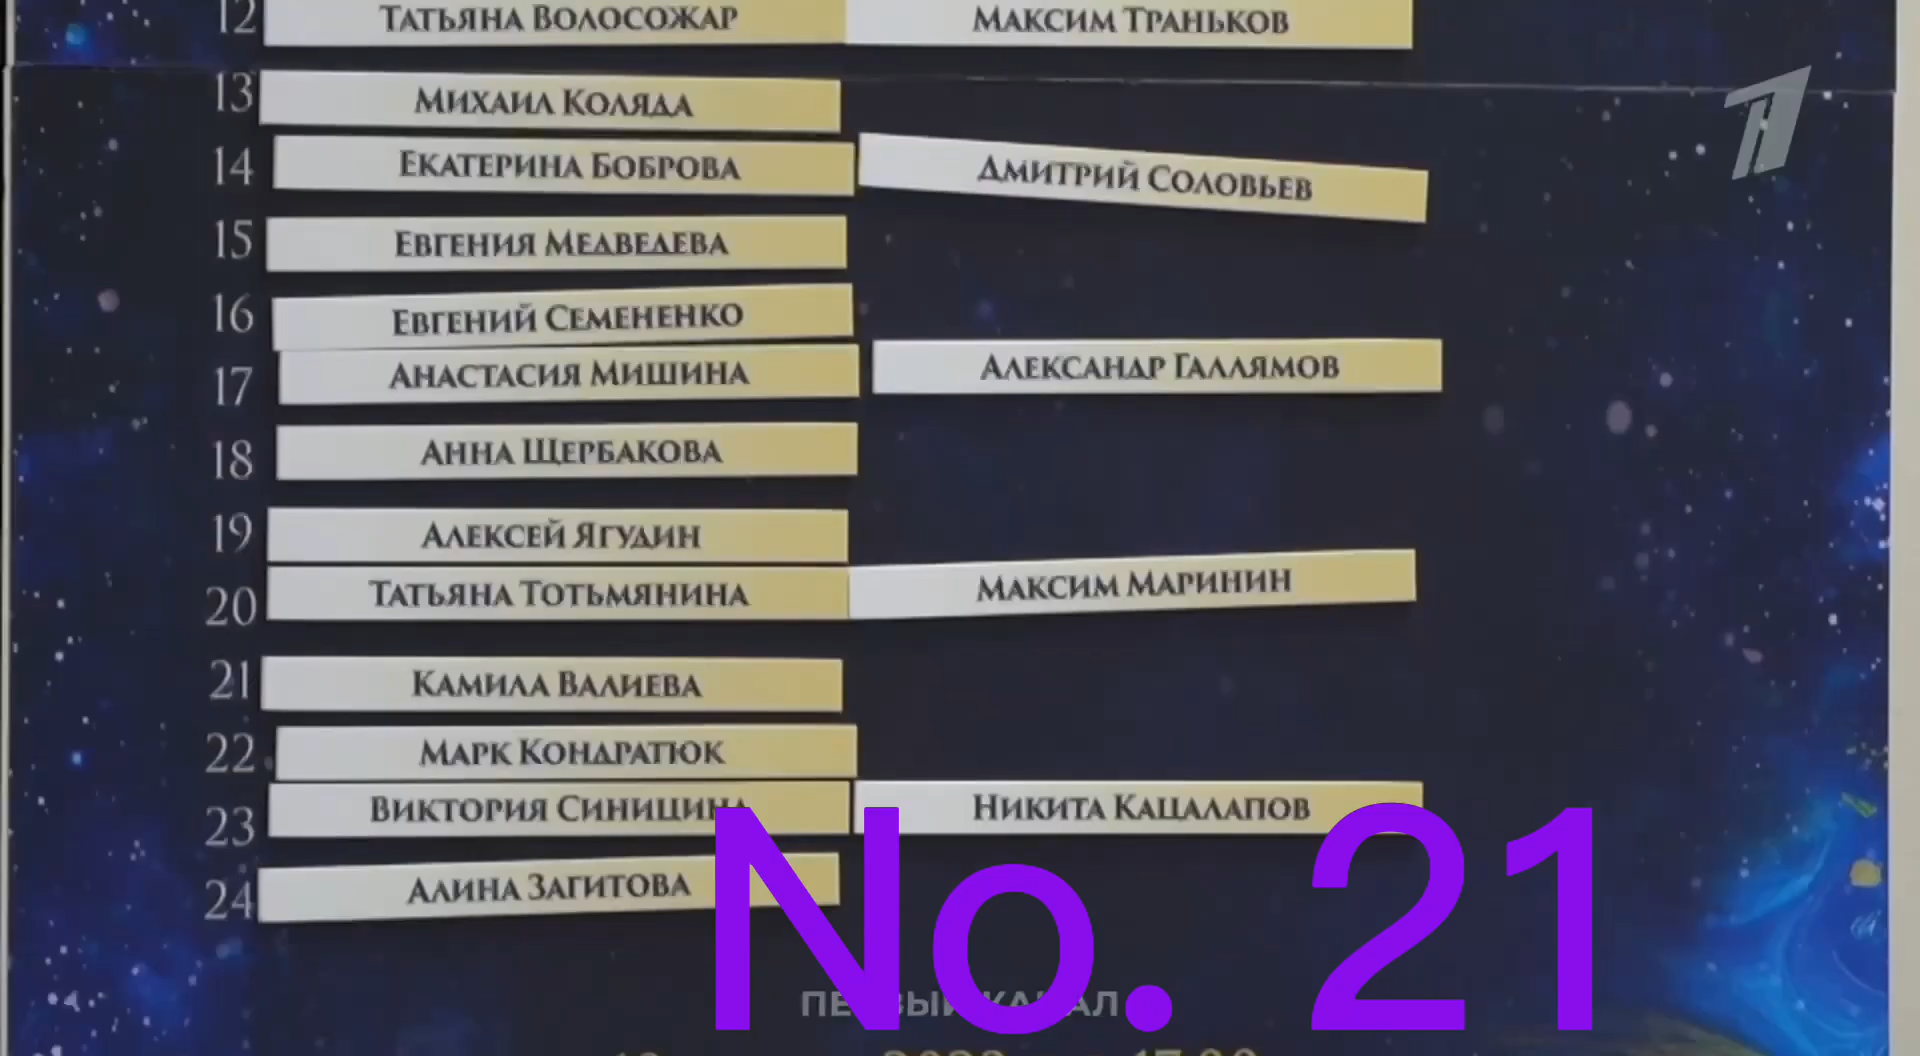 12 Татьяна Волосожар Максим Траньков
13 Михаил Коляда
14 Екатерина Боброва Дмитрий Соловьев
15 Евгения Медведева
16 Евгений Семененко
17 Анастасия Мишина Александр Галлямов
18 Анна Щербакова
19 Алексей Ягудин
20 Татьяна Тотьмянина Максим Маринин
21 Камила Валиева
22 Марк Кондратюк
23 Виктория Синицина Никита Кацалапов
24 Алина Загитова
No. 21
ПЕРВЫЙ КАНАЛ